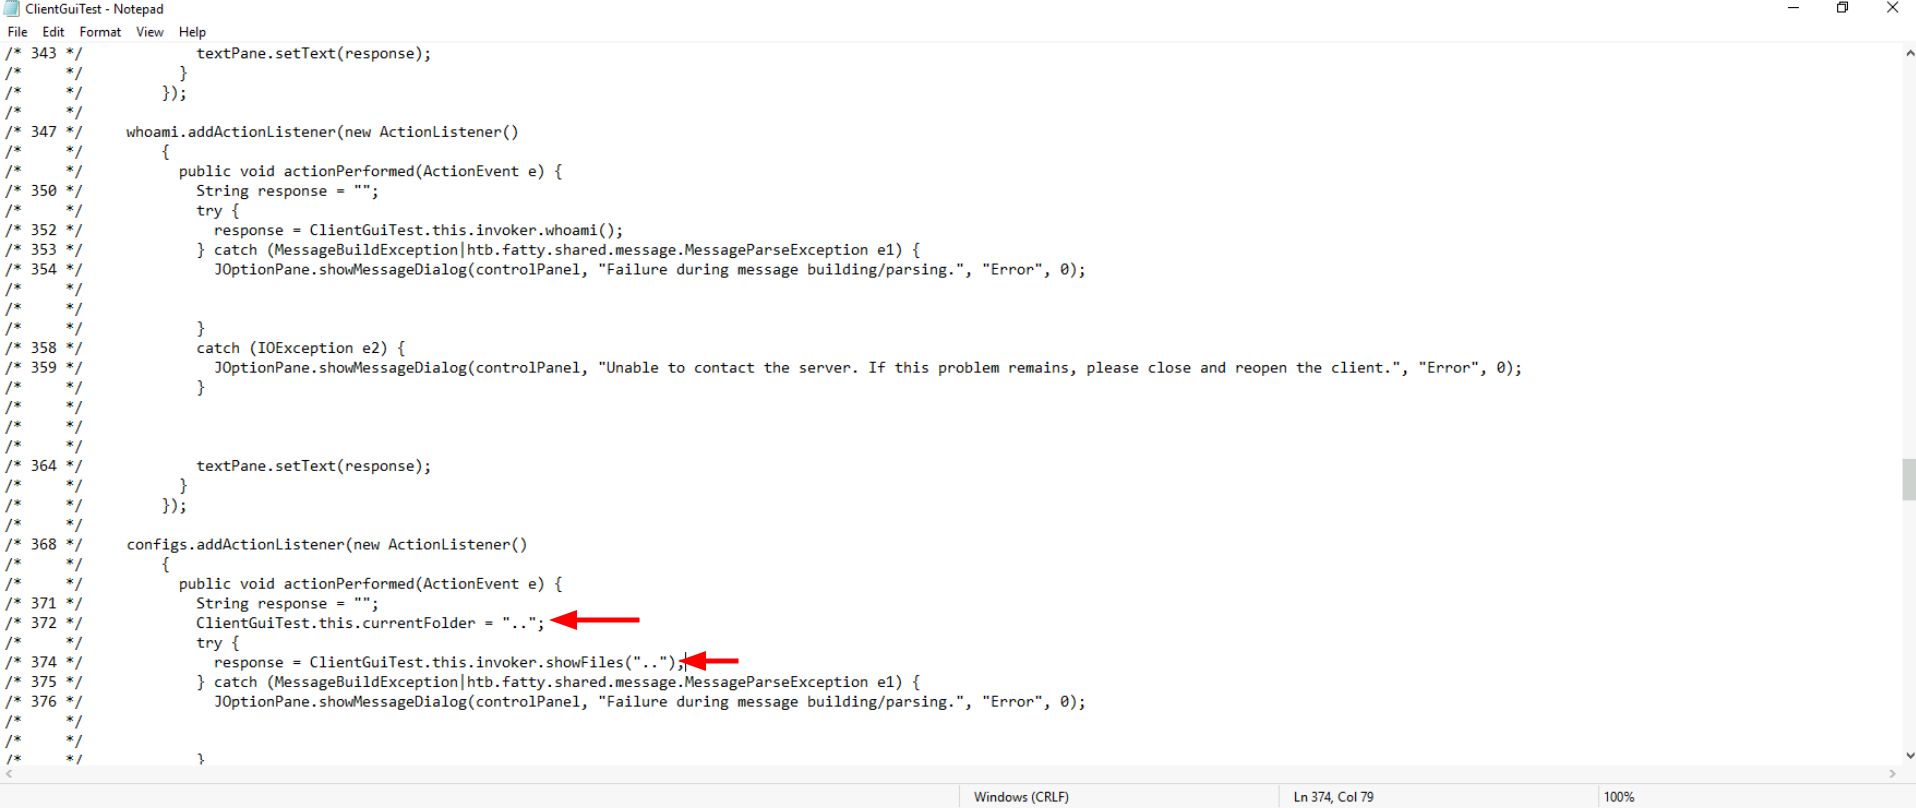 ClientGuiTest - Notepad
File Edit Format View Help
/* 343 */             textPane.setText(response);
/*     */           }
/*     */         });
/*     */
/* 347 */     whoami.addActionListener(new ActionListener()
/*     */         {
/*     */           public void actionPerformed(ActionEvent e) {
/* 350 */             String response = "";
/*     */             try {
/* 352 */               response = ClientGuiTest.this.invoker.whoami();
/* 353 */             } catch (MessageBuildException|htb.fatty.shared.message.MessageParseException e1) {
/* 354 */               JOptionPane.showMessageDialog(controlPanel, "Failure during message building/parsing.", "Error", 0);
/*     */
/*     */
/*     */             }
/* 358 */             catch (IOException e2) {
/* 359 */               JOptionPane.showMessageDialog(controlPanel, "Unable to contact the server. If this problem remains, please close and reopen the client.", "Error", 0);
/*     */             }
/*     */
/*     */
/*     */
/* 364 */             textPane.setText(response);
/*     */           }
/*     */         });
/*     */
/* 368 */     configs.addActionListener(new ActionListener()
/*     */         {
/*     */           public void actionPerformed(ActionEvent e) {
/* 371 */             String response = "";
/* 372 */             ClientGuiTest.this.currentFolder = "..";
/*     */             try {
/* 374 */               response = ClientGuiTest.this.invoker.showFiles("..");
/* 375 */             } catch (MessageBuildException|htb.fatty.shared.message.MessageParseException e1) {
/* 376 */               JOptionPane.showMessageDialog(controlPanel, "Failure during message building/parsing.", "Error", 0);
/*     */
/*     */
/*     */             }
Windows (CRLF) Ln 374, Col 79 100%